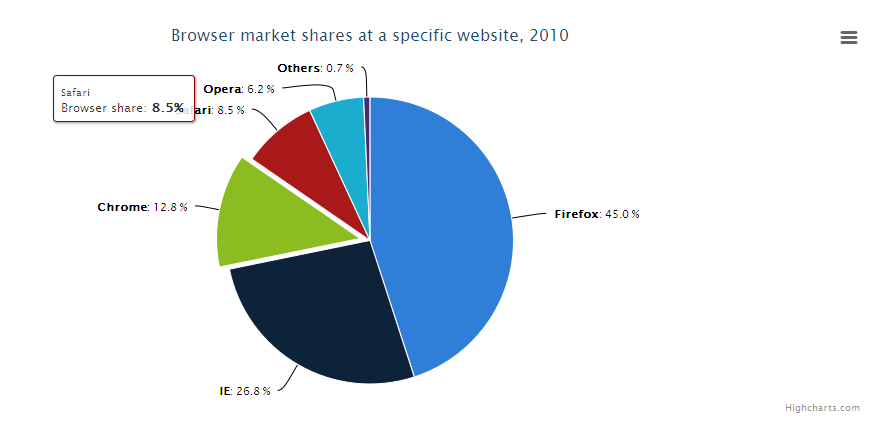 Browser market shares at a specific website, 2010
Others: 0.7 %
Opera: 6.2 %
Safari
Browser share: 8.5%
Safari: 8.5 %
Chrome: 12.8 %
Firefox: 45.0 %
IE: 26.8 %
Highcharts.com